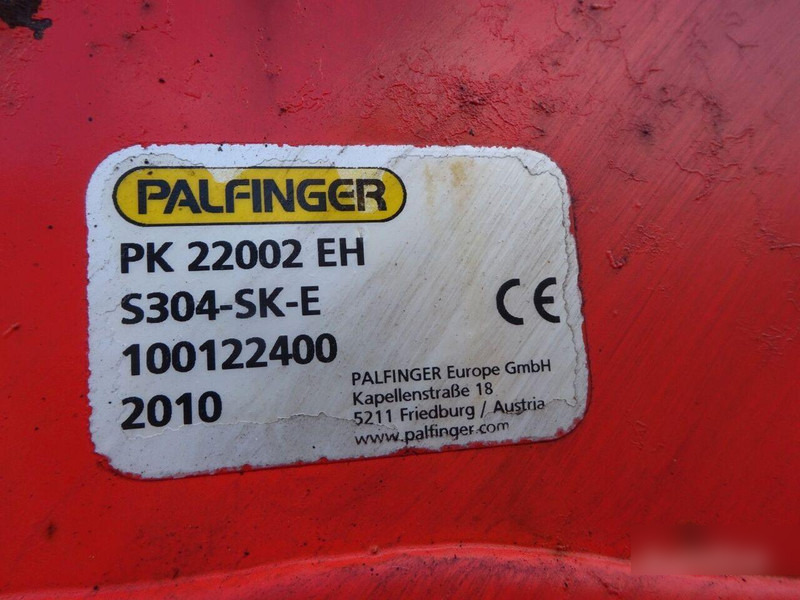 PALFINGER
PK 22002 EH
S304-SK-E
100122400
2010
CE
PALFINGER Europe GmbH
Kapellenstraße 18
5211 Friedburg / Austria
www.palfinger.com